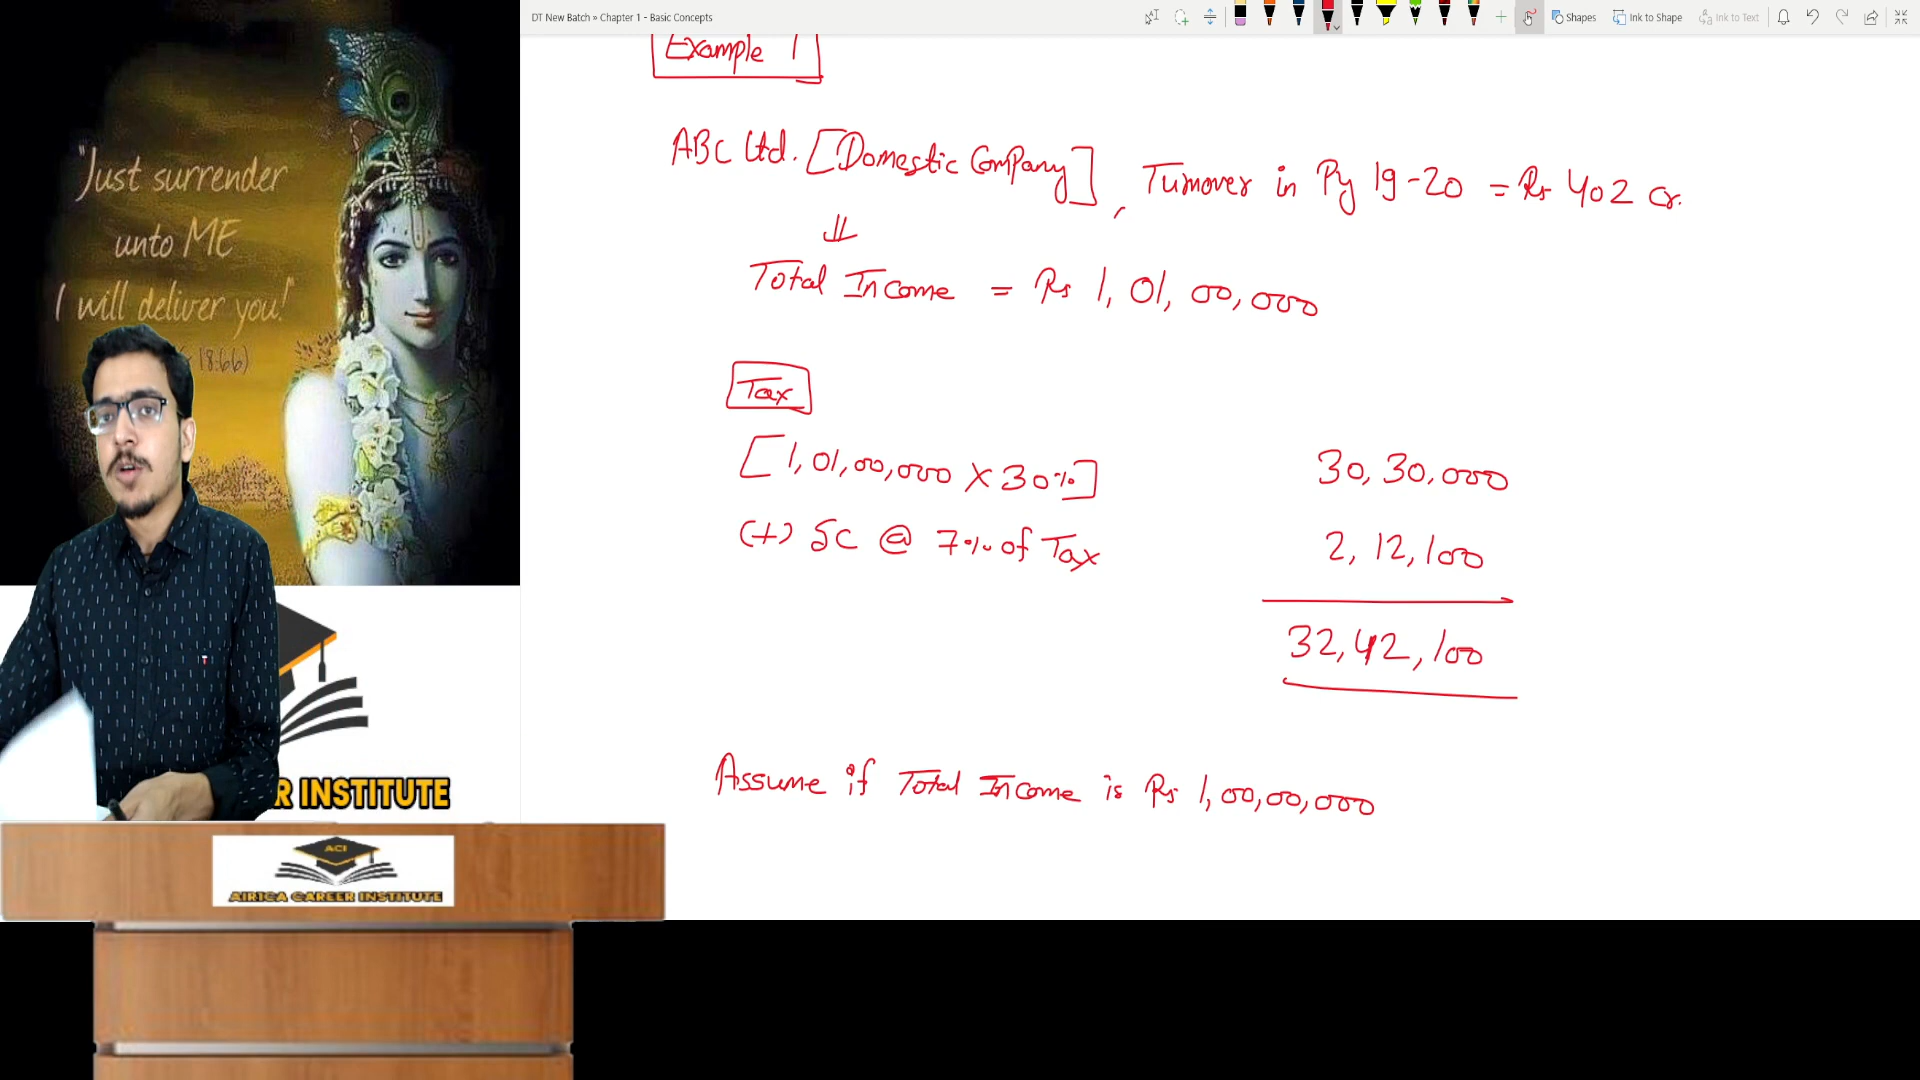 DT New Batch » Chapter 1 - Basic Concepts
Shapes
Ink to Shape
Ink to Text
Example 1
ABC Ltd. [Domestic Company], Turnover in Py 19-20 = Rs 402 cr.
Total Income = Rs 1,01,00,000
Tax
[1,01,00,000 X 30%] 30,30,000
(+) SC @ 7% of Tax 2,12,100
32,42,100
Assume if Total Income is Rs 1,00,00,000
"Just surrender
unto ME
I will deliver you!"
18:66)
R INSTITUTE
ACI
AIRICA CAREER INSTITUTE